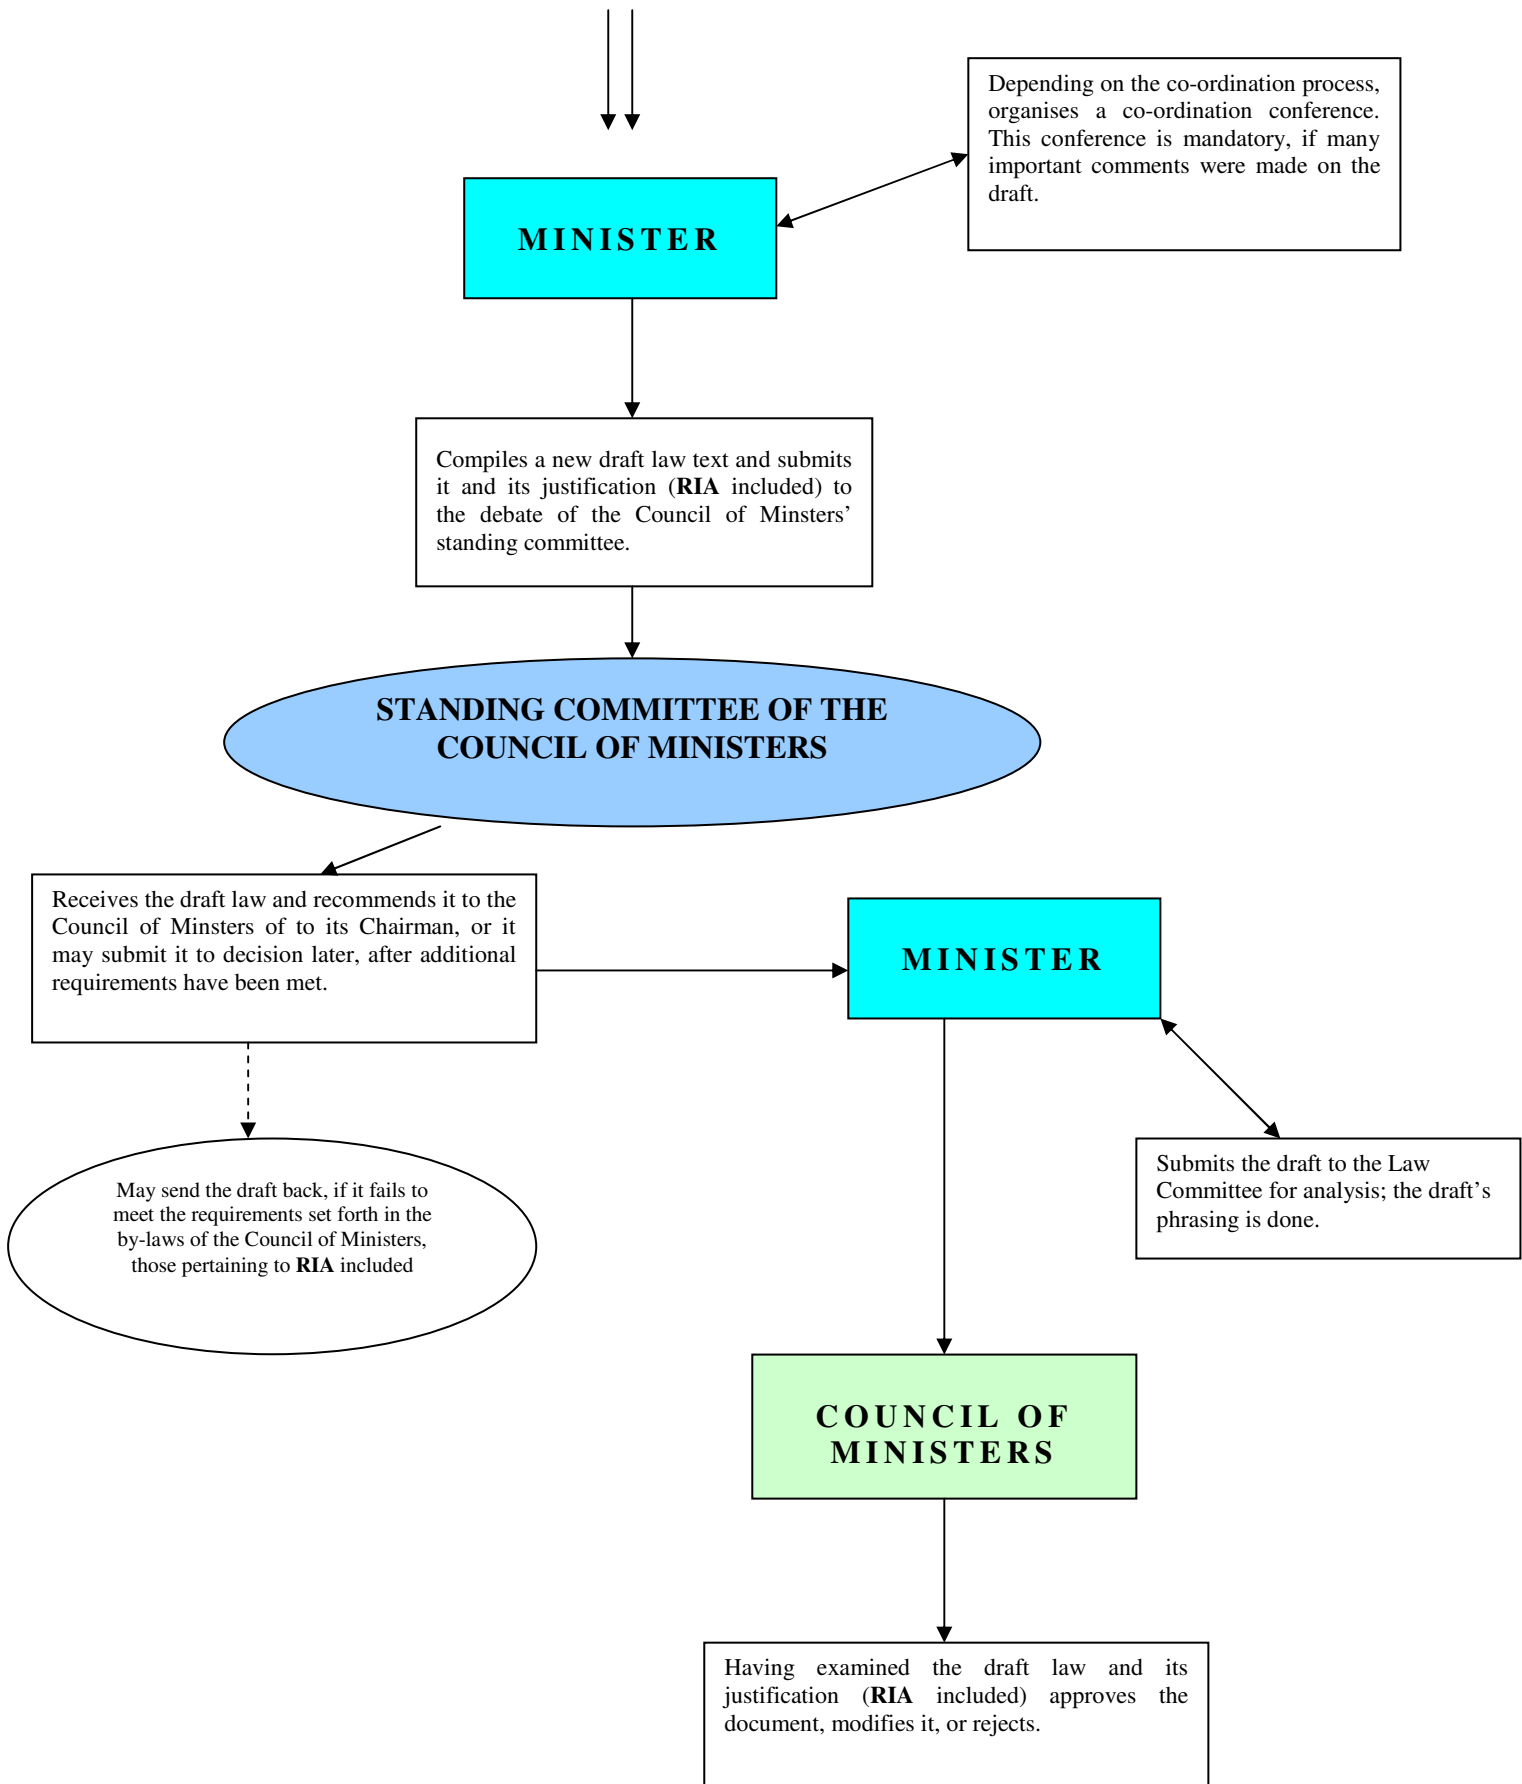 Depending on the co-ordination process,
organises a co-ordination conference.
This conference is mandatory, if many
important comments were made on the
draft.
MINISTER
Compiles a new draft law text and submits
it and its justification (RIA included) to
the debate of the Council of Minsters’
standing committee.
STANDING COMMITTEE OF THE
COUNCIL OF MINISTERS
Receives the draft law and recommends it to the
Council of Minsters of to its Chairman, or it
may submit it to decision later, after additional
requirements have been met.
MINISTER
May send the draft back, if it fails to
meet the requirements set forth in the
by-laws of the Council of Ministers,
those pertaining to RIA included
Submits the draft to the Law
Committee for analysis; the draft’s
phrasing is done.
COUNCIL OF
MINISTERS
Having examined the draft law and its
justification (RIA included) approves the
document, modifies it, or rejects.